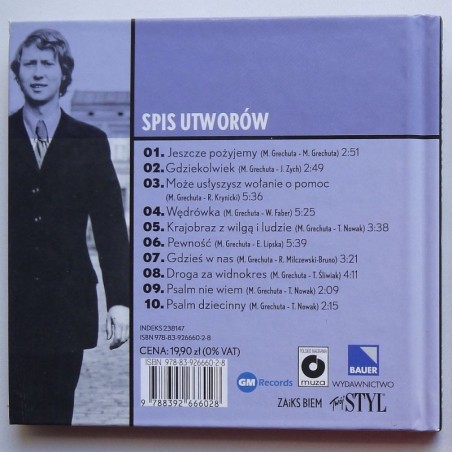 SPIS UTWORÓW
01. Jeszcze pożyjemy (M. Grechuta - M. Grechuta) 2:51
02. Gdziekolwiek (M. Grechuta - J. Zych) 2:49
03. Może usłyszysz wołanie o pomoc
(M. Grechuta - R. Krynicki) 5:36
04. Wędrówka (M. Grechuta - W. Faber) 5:25
05. Krajobraz z wilgą i ludzie (M. Grechuta - T. Nowak) 3:38
06. Pewność (M. Grechuta - E. Lipska) 5:39
07. Gdzieś w nas (M. Grechuta - R. Milczewski-Bruno) 3:21
08. Droga za widnokres (M. Grechuta - T. Śliwiak) 4:11
09. Psalm nie wiem (M. Grechuta - T. Nowak) 2:09
10. Psalm dziecinny (M. Grechuta - T. Nowak) 2:15
INDEKS 238147
ISBN 978-83-926660-2-8
CENA: 19,90 zł (0% VAT)
ISBN 978-83-926660-2-8
9 788392 666028
GM Records
POLSKIE NAGRANIA
muza
BAUER
WYDAWNICTWO
ZAiKS BIEM
Twój STYL